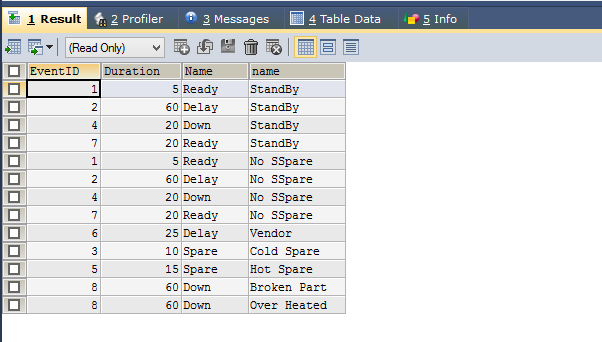 1 Result 2 Profiler 3 Messages 4 Table Data 5 Info
(Read Only)
EventID Duration Name name
1 5 Ready StandBy
2 60 Delay StandBy
4 20 Down StandBy
7 20 Ready StandBy
1 5 Ready No SSpare
2 60 Delay No SSpare
4 20 Down No SSpare
7 20 Ready No SSpare
6 25 Delay Vendor
3 10 Spare Cold Spare
5 15 Spare Hot Spare
8 60 Down Broken Part
8 60 Down Over Heated